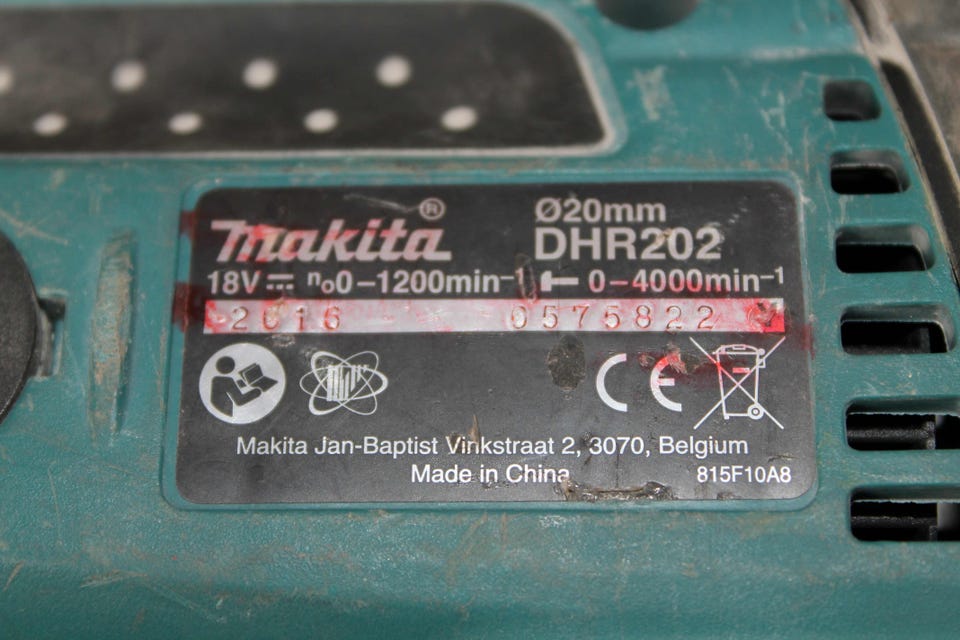 makita® Ø20mm
DHR202
18V⎓ n₀0–1200min⁻¹ 0–4000min⁻¹
2016 0575822
CE
Makita Jan-Baptist Vinkstraat 2, 3070, Belgium
Made in China 815F10A8